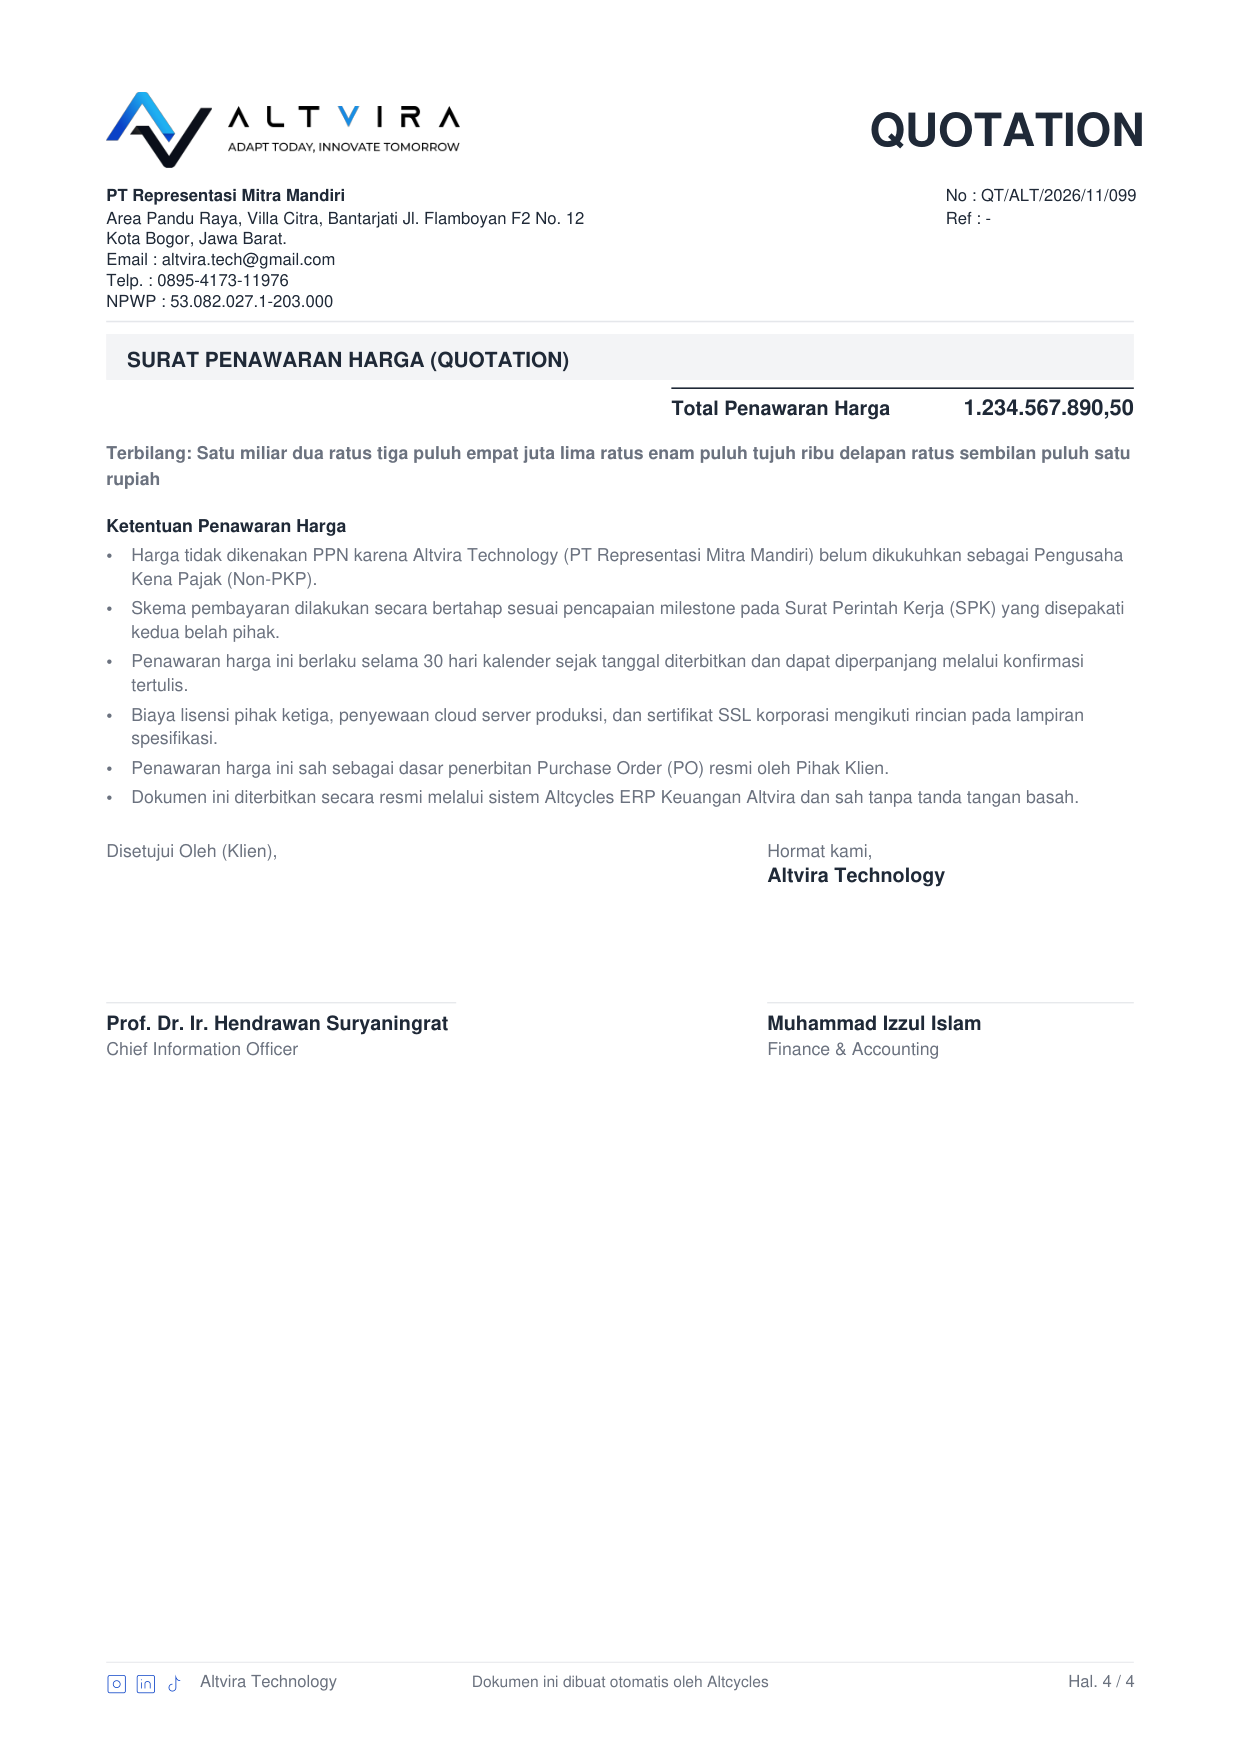 ALTVIRA
ADAPT TODAY, INNOVATE TOMORROW
QUOTATION
PT Representasi Mitra Mandiri
Area Pandu Raya, Villa Citra, Bantarjati Jl. Flamboyan F2 No. 12
Kota Bogor, Jawa Barat.
Email : altvira.tech@gmail.com
Telp. : 0895-4173-11976
NPWP : 53.082.027.1-203.000
No : QT/ALT/2026/11/099
Ref : -
SURAT PENAWARAN HARGA (QUOTATION)
Total Penawaran Harga 1.234.567.890,50
Terbilang: Satu miliar dua ratus tiga puluh empat juta lima ratus enam puluh tujuh ribu delapan ratus sembilan puluh satu
rupiah
Ketentuan Penawaran Harga
• Harga tidak dikenakan PPN karena Altvira Technology (PT Representasi Mitra Mandiri) belum dikukuhkan sebagai Pengusaha
Kena Pajak (Non-PKP).
• Skema pembayaran dilakukan secara bertahap sesuai pencapaian milestone pada Surat Perintah Kerja (SPK) yang disepakati
kedua belah pihak.
• Penawaran harga ini berlaku selama 30 hari kalender sejak tanggal diterbitkan dan dapat diperpanjang melalui konfirmasi
tertulis.
• Biaya lisensi pihak ketiga, penyewaan cloud server produksi, dan sertifikat SSL korporasi mengikuti rincian pada lampiran
spesifikasi.
• Penawaran harga ini sah sebagai dasar penerbitan Purchase Order (PO) resmi oleh Pihak Klien.
• Dokumen ini diterbitkan secara resmi melalui sistem Altcycles ERP Keuangan Altvira dan sah tanpa tanda tangan basah.
Disetujui Oleh (Klien),
Hormat kami,
Altvira Technology
Prof. Dr. Ir. Hendrawan Suryaningrat
Chief Information Officer
Muhammad Izzul Islam
Finance & Accounting
Altvira Technology
Dokumen ini dibuat otomatis oleh Altcycles
Hal. 4 / 4